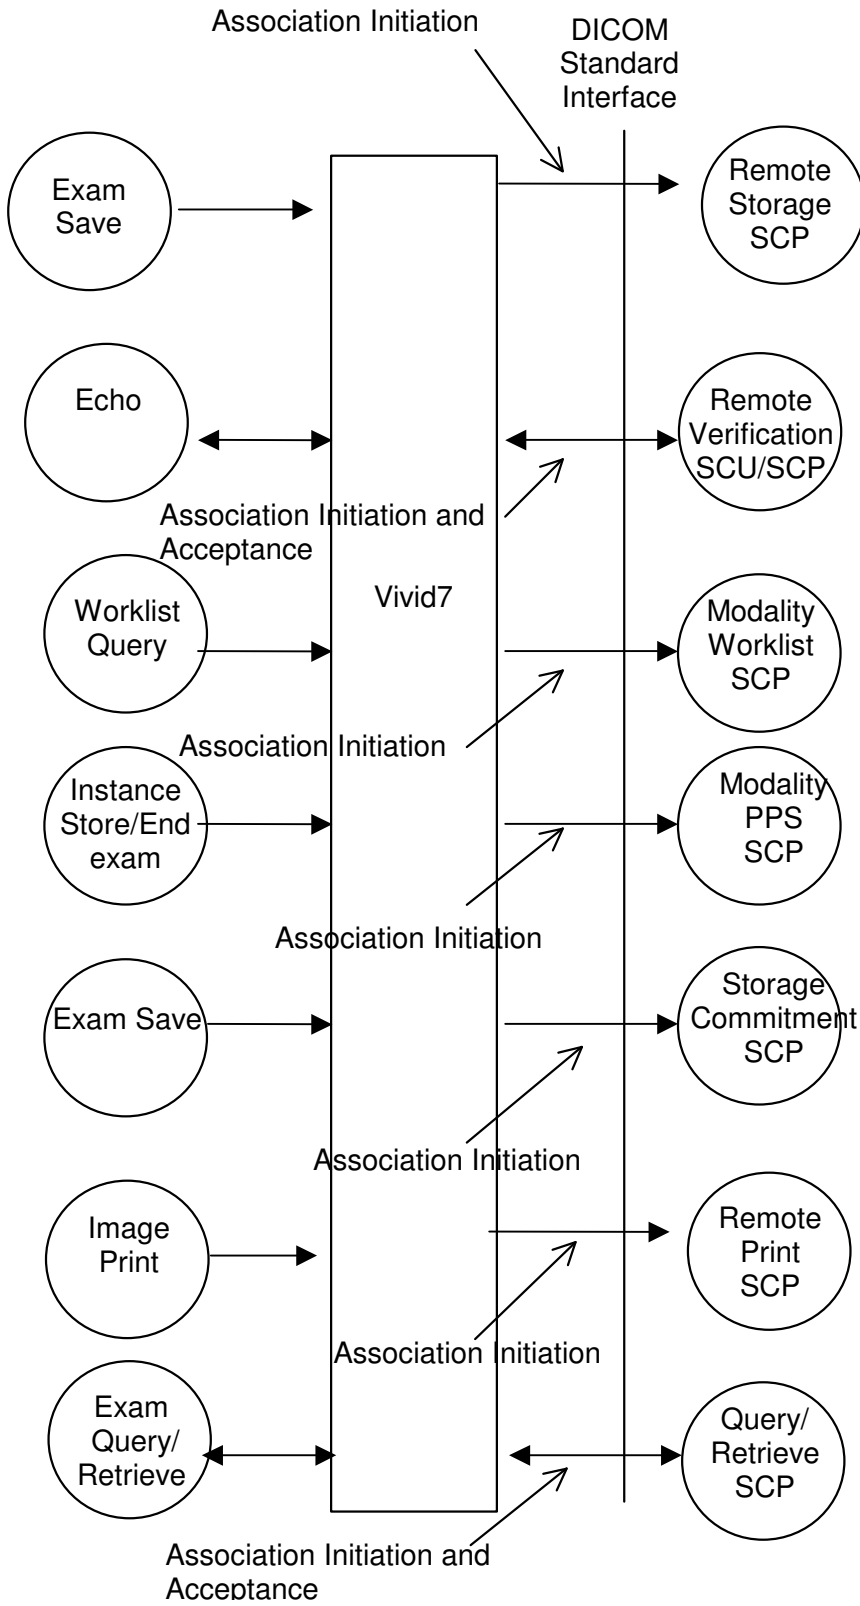 Association Initiation
DICOM
Standard
Interface
Exam
Save
Remote
Storage
SCP
Echo
Remote
Verification
SCU/SCP
Association Initiation and
Acceptance
Vivid7
Worklist
Query
Modality
Worklist
SCP
Association Initiation
Instance
Store/End
exam
Modality
PPS
SCP
Association Initiation
Exam Save
Storage
Commitment
SCP
Association Initiation
Image
Print
Remote
Print
SCP
Association Initiation
Exam
Query/
Retrieve
Query/
Retrieve
SCP
Association Initiation and
Acceptance